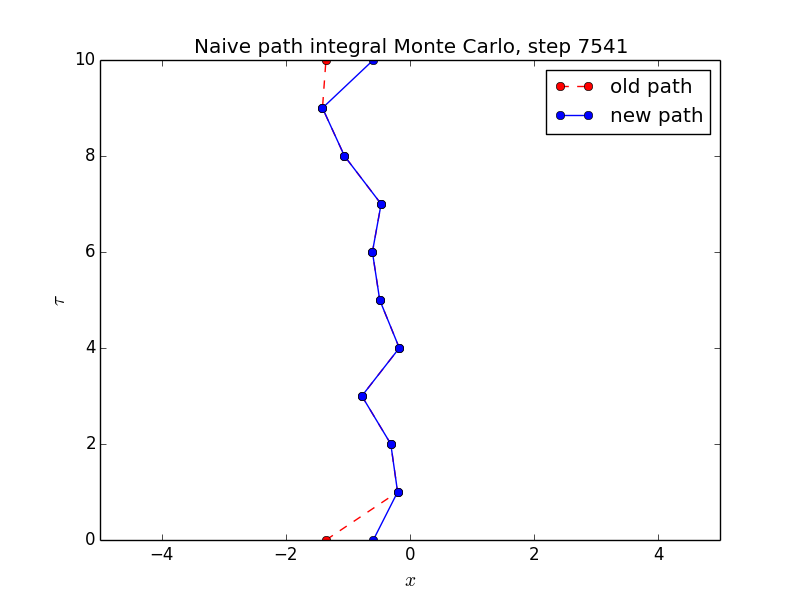 Naive path integral Monte Carlo, step 7541
10
8
6
4
2
0
τ
old path
new path
−4
−2
0
2
4
x